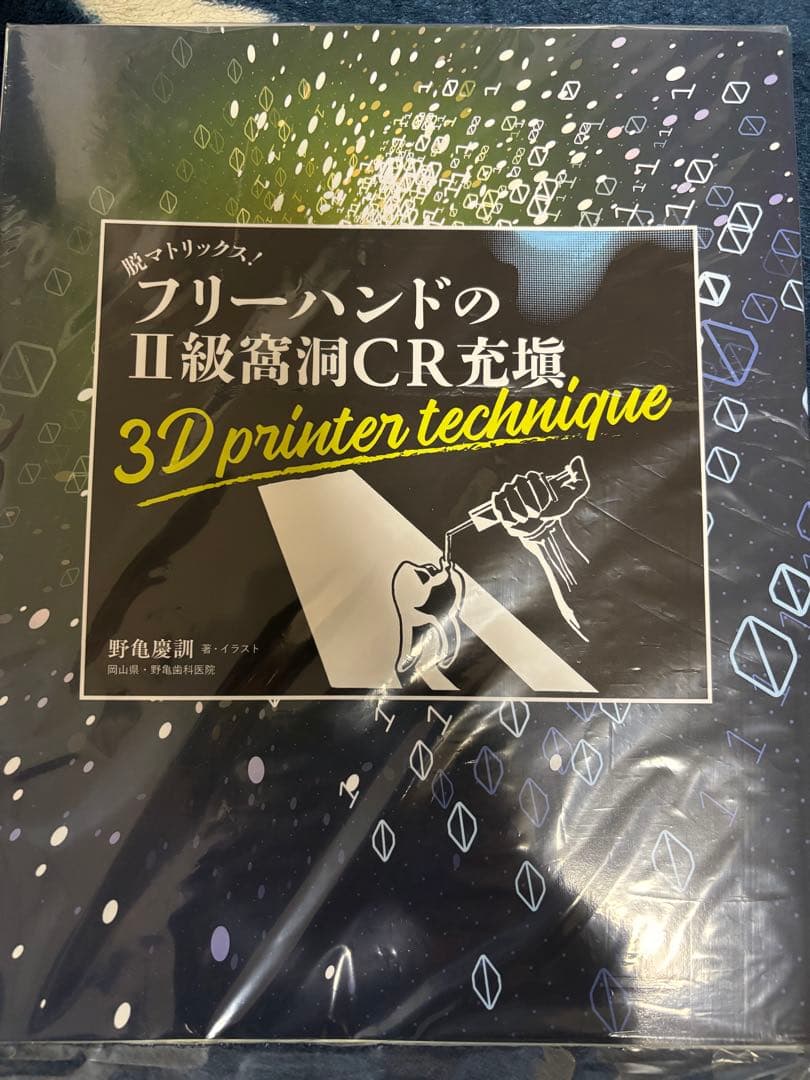 脱マトリックス!
フリーハンドの
II級窩洞CR充塡
3D printer technique
野亀慶訓 著・イラスト
岡山県・野亀歯科医院